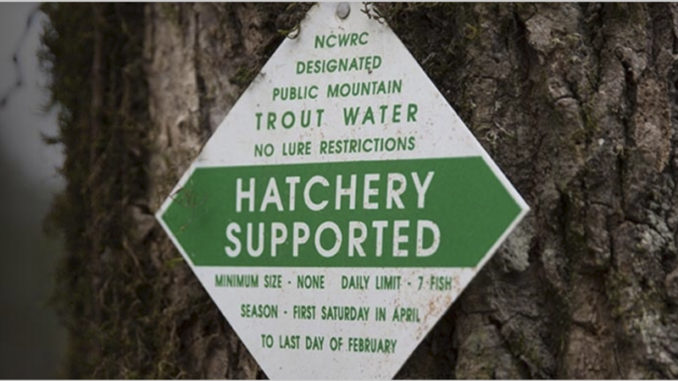 NCWRC
DESIGNATED
PUBLIC MOUNTAIN
TROUT WATER
NO LURE RESTRICTIONS
HATCHERY
SUPPORTED
MINIMUM SIZE - NONE DAILY LIMIT - 7 FISH
SEASON - FIRST SATURDAY IN APRIL
TO LAST DAY OF FEBRUARY